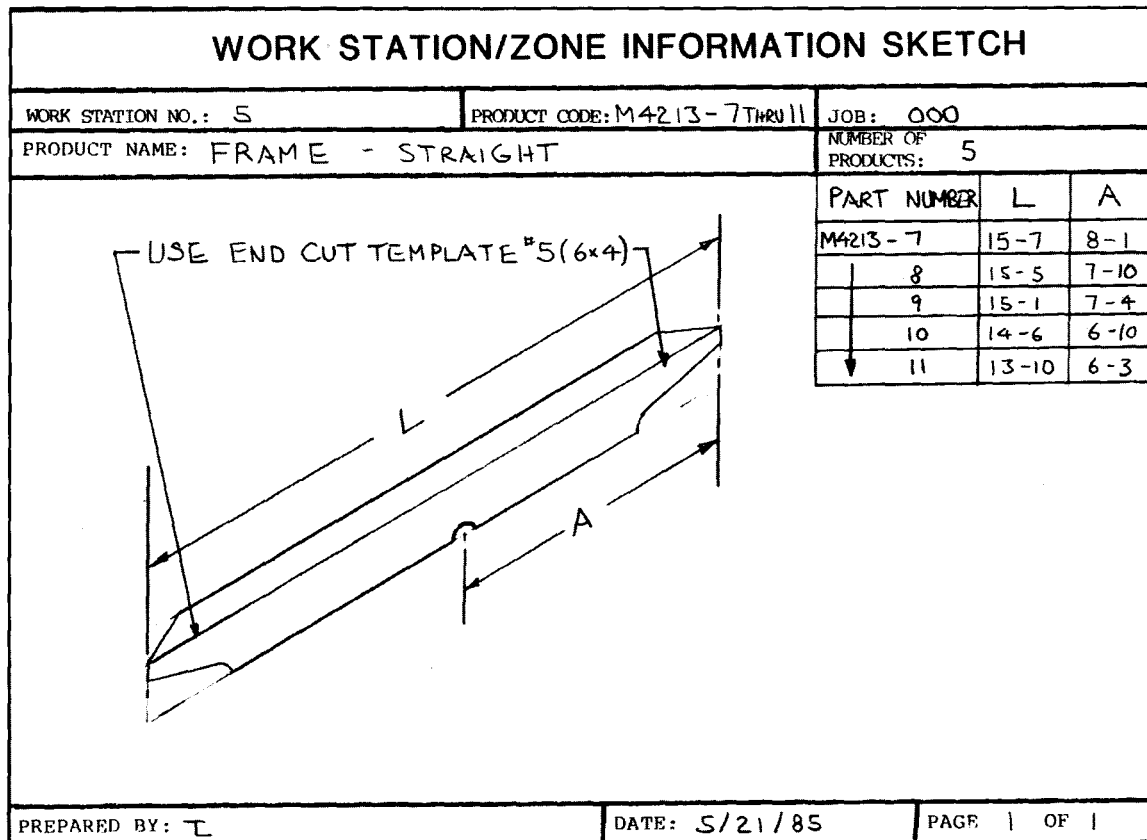 WORK STATION/ZONE INFORMATION SKETCH
WORK STATION NO.: 5
PRODUCT CODE: M4213-7 THRU 11
JOB: 000
PRODUCT NAME: FRAME - STRAIGHT
NUMBER OF PRODUCTS: 5
PART NUMBER L A
M4213-7 15-7 8-1
8 15-5 7-10
9 15-1 7-4
10 14-6 6-10
11 13-10 6-3
USE END CUT TEMPLATE #5(6x4)
L
A
PREPARED BY:
DATE: 5/21/85
PAGE 1 OF 1